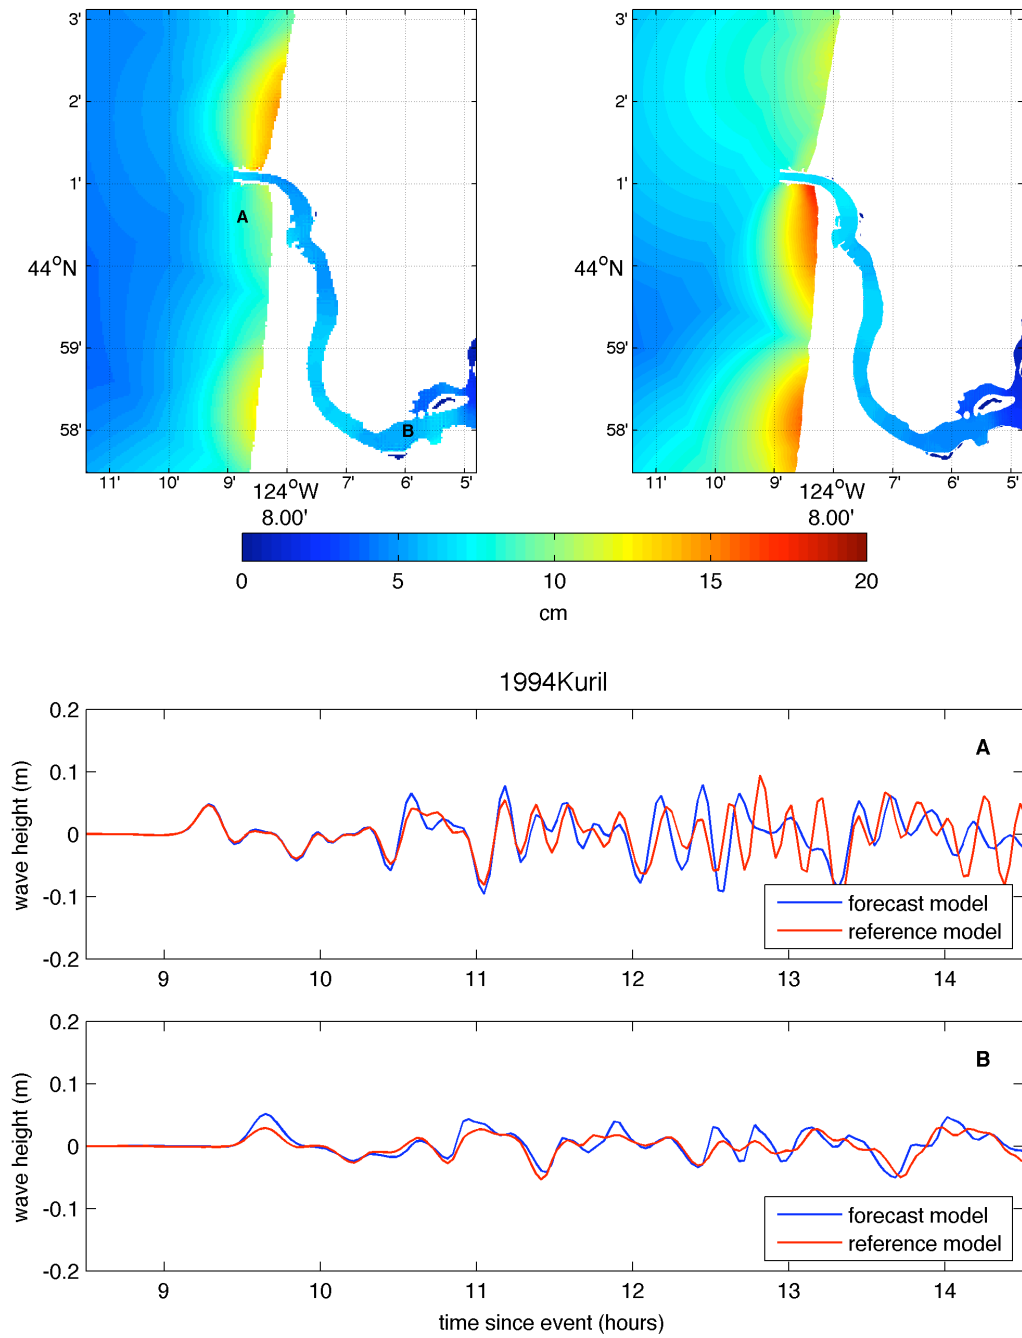 3'
2'
1'
44°N
59'
58'
A
B
11' 10' 9' 124°W 7' 6' 5'
8.00'
3'
2'
1'
44°N
59'
58'
11' 10' 9' 124°W 7' 6' 5'
8.00'
0 5 10 15 20
cm
1994Kuril
wave height (m)
0.2
0.1
0
-0.1
-0.2
A
forecast model
reference model
9 10 11 12 13 14
wave height (m)
0.2
0.1
0
-0.1
-0.2
B
forecast model
reference model
9 10 11 12 13 14
time since event (hours)